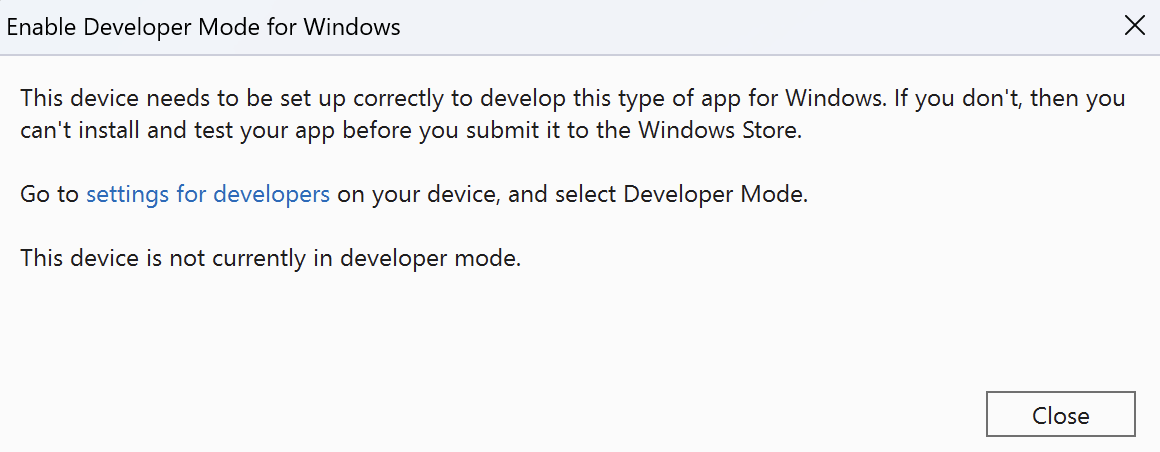 Enable Developer Mode for Windows
This device needs to be set up correctly to develop this type of app for Windows. If you don't, then you
can't install and test your app before you submit it to the Windows Store.
Go to settings for developers on your device, and select Developer Mode.
This device is not currently in developer mode.
Close